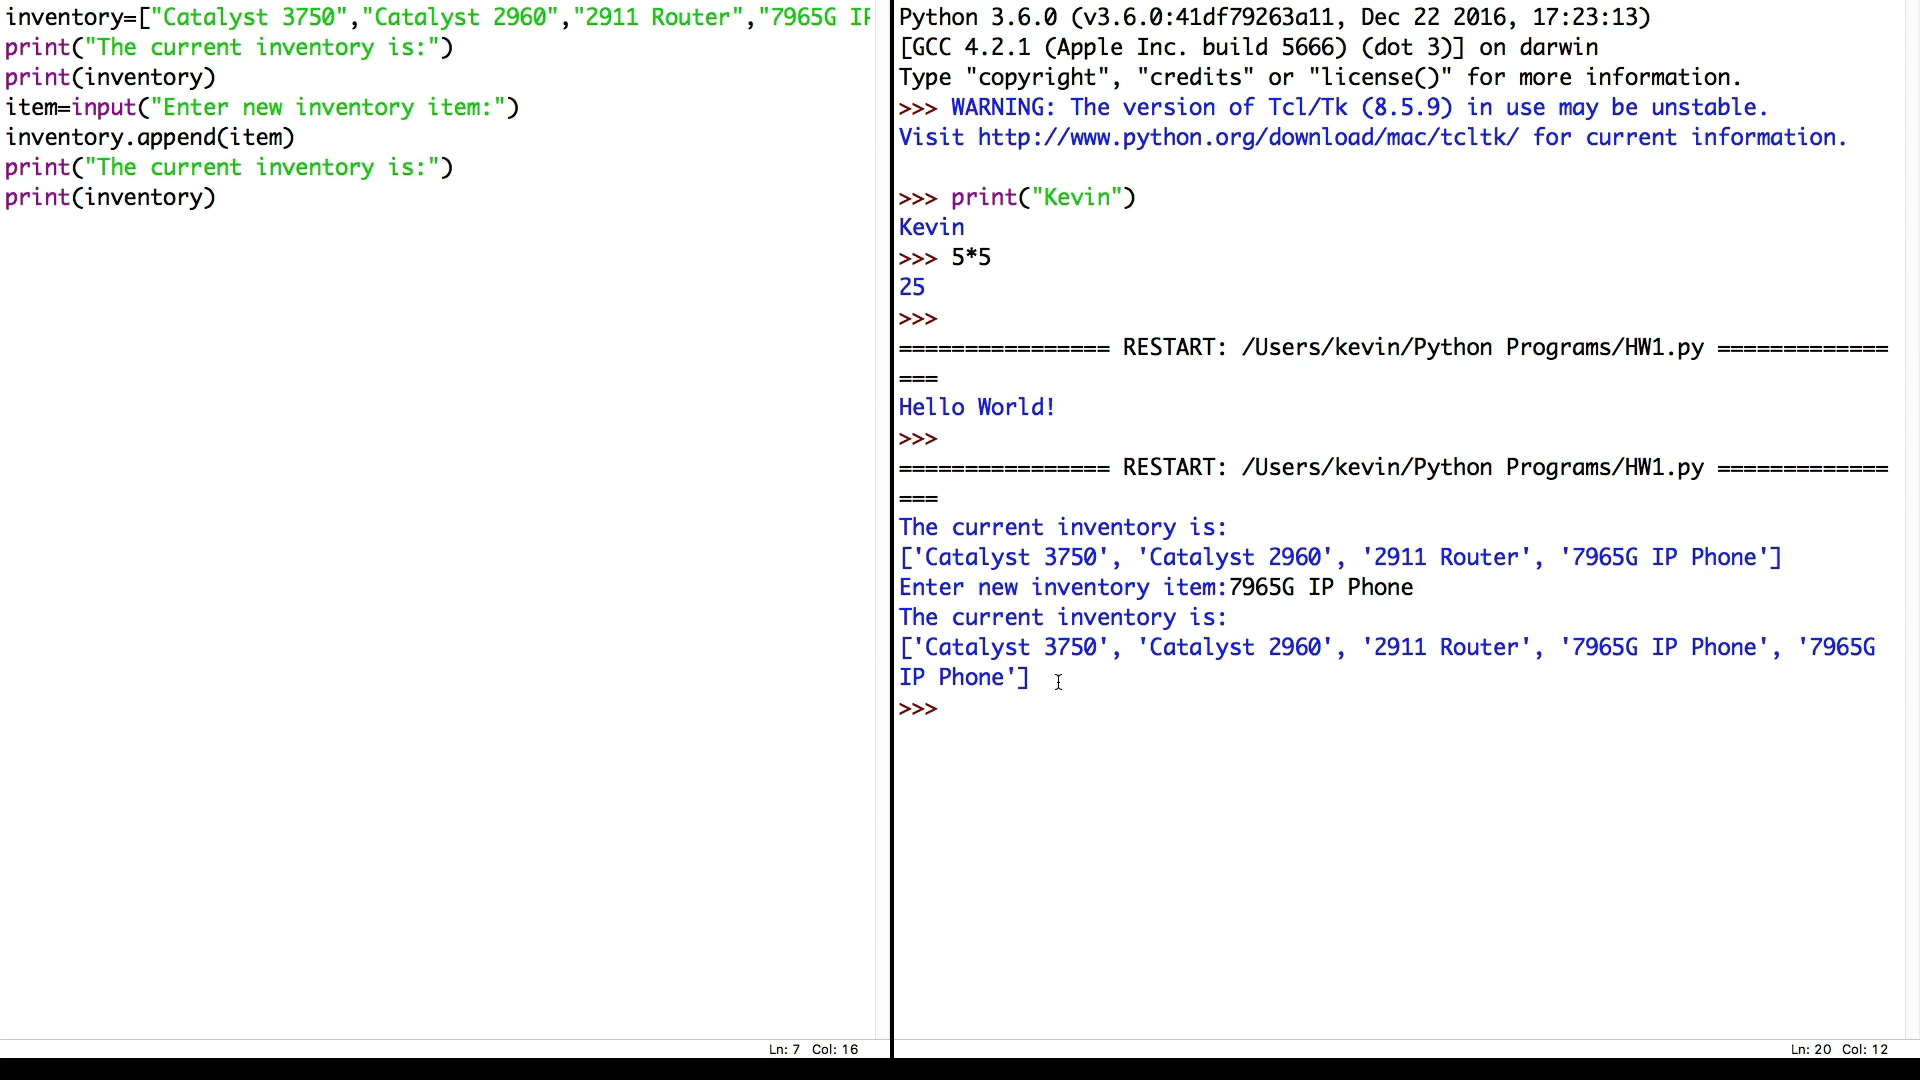 inventory=["Catalyst 3750","Catalyst 2960","2911 Router","7965G IP
print("The current inventory is:")
print(inventory)
item=input("Enter new inventory item:")
inventory.append(item)
print("The current inventory is:")
print(inventory)
Ln: 7 Col: 16
Python 3.6.0 (v3.6.0:41df79263a11, Dec 22 2016, 17:23:13)
[GCC 4.2.1 (Apple Inc. build 5666) (dot 3)] on darwin
Type "copyright", "credits" or "license()" for more information.
>>> WARNING: The version of Tcl/Tk (8.5.9) in use may be unstable.
Visit http://www.python.org/download/mac/tcltk/ for current information.
>>> print("Kevin")
Kevin
>>> 5*5
25
>>>
================ RESTART: /Users/kevin/Python Programs/HW1.py =============
===
Hello World!
>>>
================ RESTART: /Users/kevin/Python Programs/HW1.py =============
===
The current inventory is:
['Catalyst 3750', 'Catalyst 2960', '2911 Router', '7965G IP Phone']
Enter new inventory item:7965G IP Phone
The current inventory is:
['Catalyst 3750', 'Catalyst 2960', '2911 Router', '7965G IP Phone', '7965G
IP Phone']
>>>
Ln: 20 Col: 12